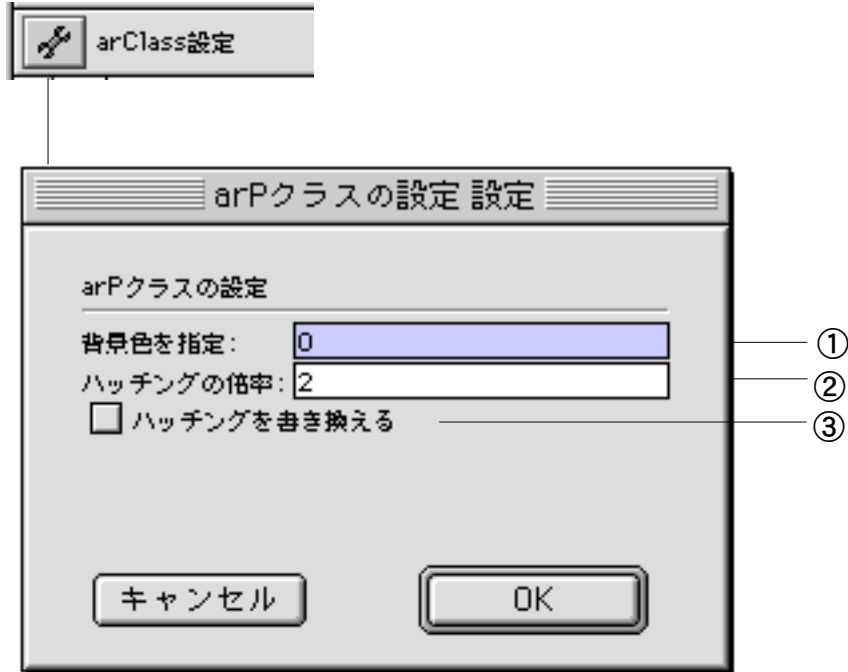 arClass設定
arPクラスの設定 設定
arPクラスの設定
背景色を指定: 0 ①
ハッチングの倍率: 2 ②
ハッチングを書き換える ③
キャンセル OK